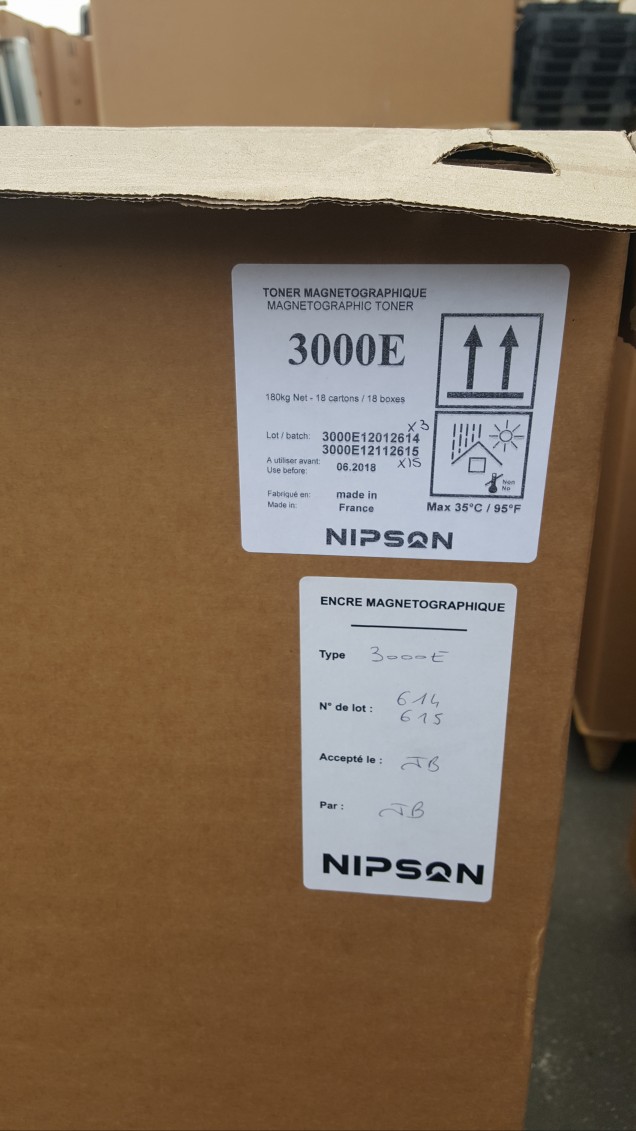 TONER MAGNETOGRAPHIQUE
MAGNETOGRAPHIC TONER
3000E
180kg Net - 18 cartons / 18 boxes
Lot / batch: 3000E12012614 x3
3000E12112615 x15
A utiliser avant:
Use before: 06.2018
Fabriqué en: made in
Made in: France
Non
No
Max 35°C / 95°F
NIPSON
ENCRE MAGNETOGRAPHIQUE
Type 3000E
N° de lot : 614
615
Accepté le : JB
Par : JB
NIPSON